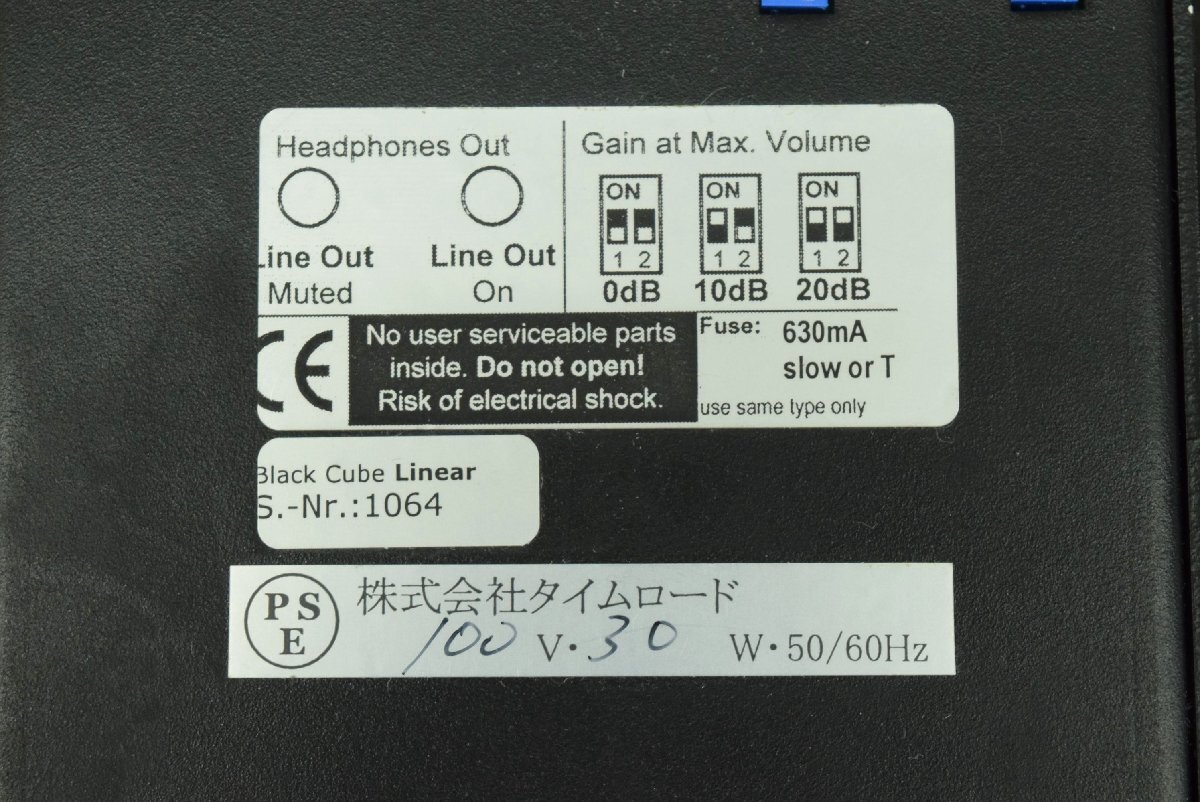 Headphones Out
Line Out Line Out
Muted On
Gain at Max. Volume
ON ON ON
1 2 1 2 1 2
0dB 10dB 20dB
CE
No user serviceable parts
inside. Do not open!
Risk of electrical shock.
Fuse: 630mA
slow or T
use same type only
Black Cube Linear
S.-Nr.:1064
PS
E
株式会社タイムロード
100 V・30 W・50/60Hz